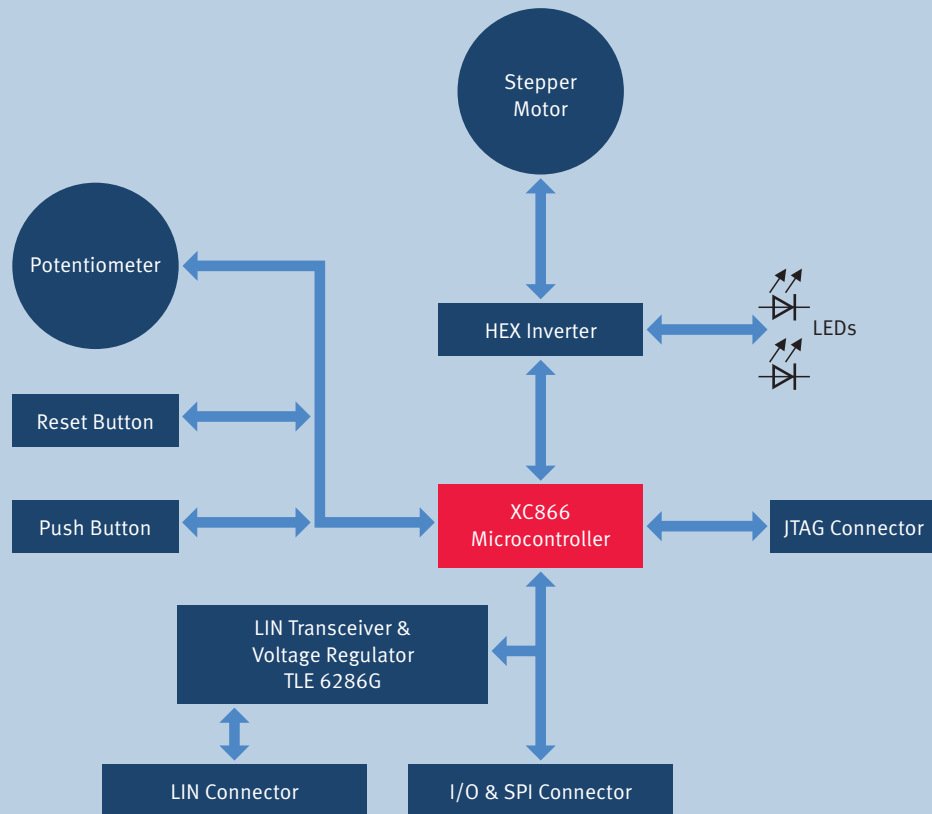 Stepper
Motor
Potentiometer
HEX Inverter
LEDs
Reset Button
Push Button
XC866
Microcontroller
JTAG Connector
LIN Transceiver &
Voltage Regulator
TLE 6286G
LIN Connector
I/O & SPI Connector